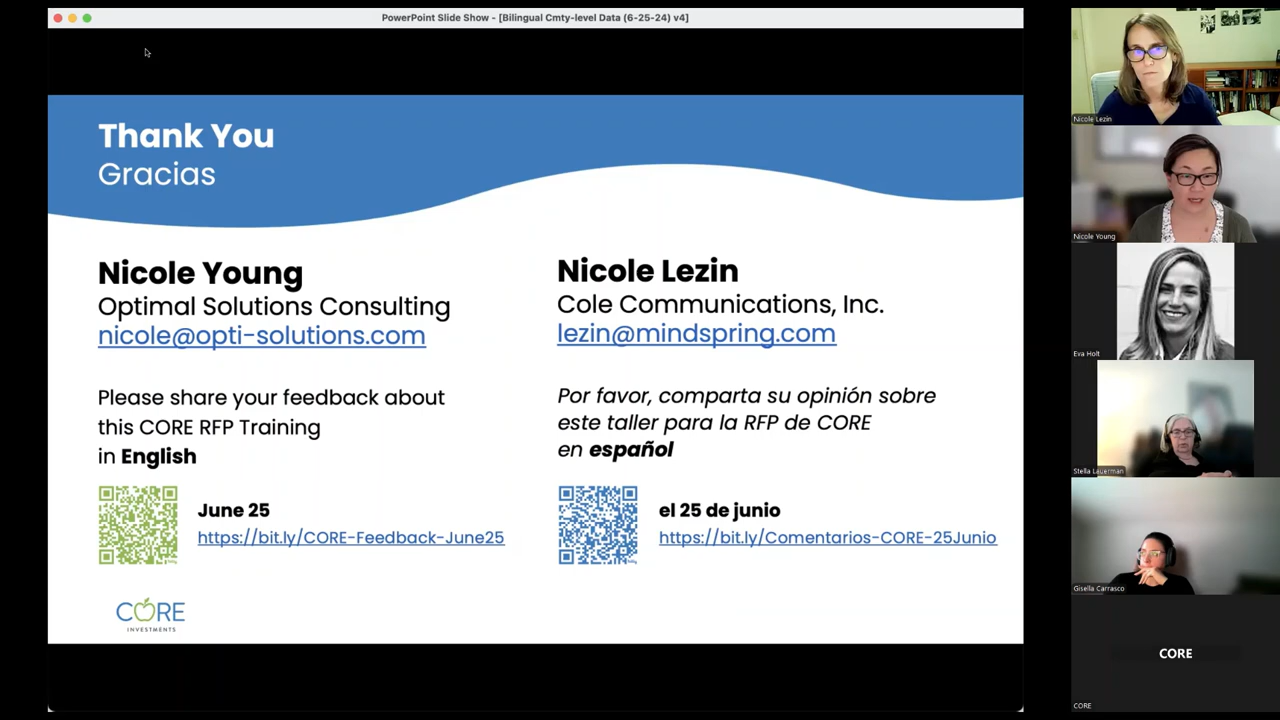 PowerPoint Slide Show - [Bilingual Cmty-level Data (6-25-24) v4]
Thank You
Gracias
Nicole Young
Optimal Solutions Consulting
nicole@opti-solutions.com
Please share your feedback about
this CORE RFP Training
in English
June 25
https://bit.ly/CORE-Feedback-June25
Nicole Lezin
Cole Communications, Inc.
lezin@mindspring.com
Por favor, comparta su opinión sobre
este taller para la RFP de CORE
en español
el 25 de junio
https://bit.ly/Comentarios-CORE-25Junio
CORE
INVESTMENTS
Nicole Lezin
Nicole Young
Eva Holt
Stella Lauerman
Gisella Carrasco
CORE
CORE